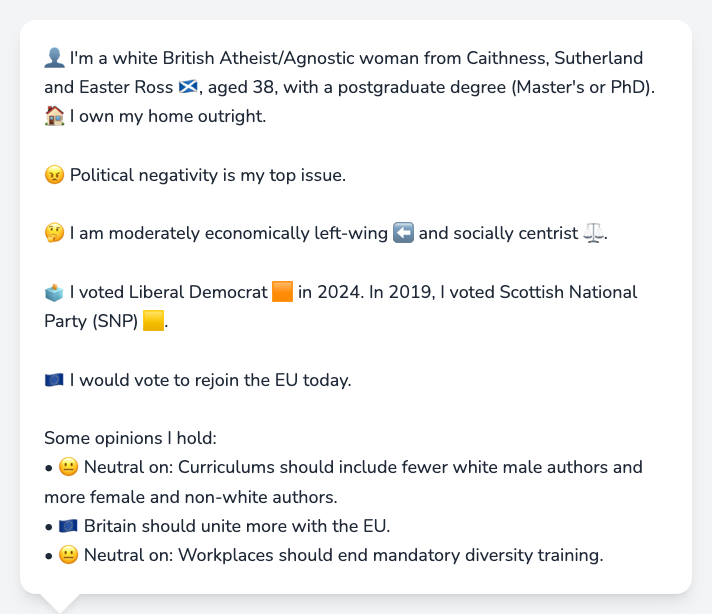 👤 I'm a white British Atheist/Agnostic woman from Caithness, Sutherland
and Easter Ross 🏴󠁧󠁢󠁳󠁣󠁴󠁿, aged 38, with a postgraduate degree (Master's or PhD).
🏠 I own my home outright.
😠 Political negativity is my top issue.
🤔 I am moderately economically left-wing ⬅️ and socially centrist ⚖️.
🗳️ I voted Liberal Democrat 🟧 in 2024. In 2019, I voted Scottish National
Party (SNP) 🟨.
🇪🇺 I would vote to rejoin the EU today.
Some opinions I hold:
• 😐 Neutral on: Curriculums should include fewer white male authors and
more female and non-white authors.
• 🇪🇺 Britain should unite more with the EU.
• 😐 Neutral on: Workplaces should end mandatory diversity training.